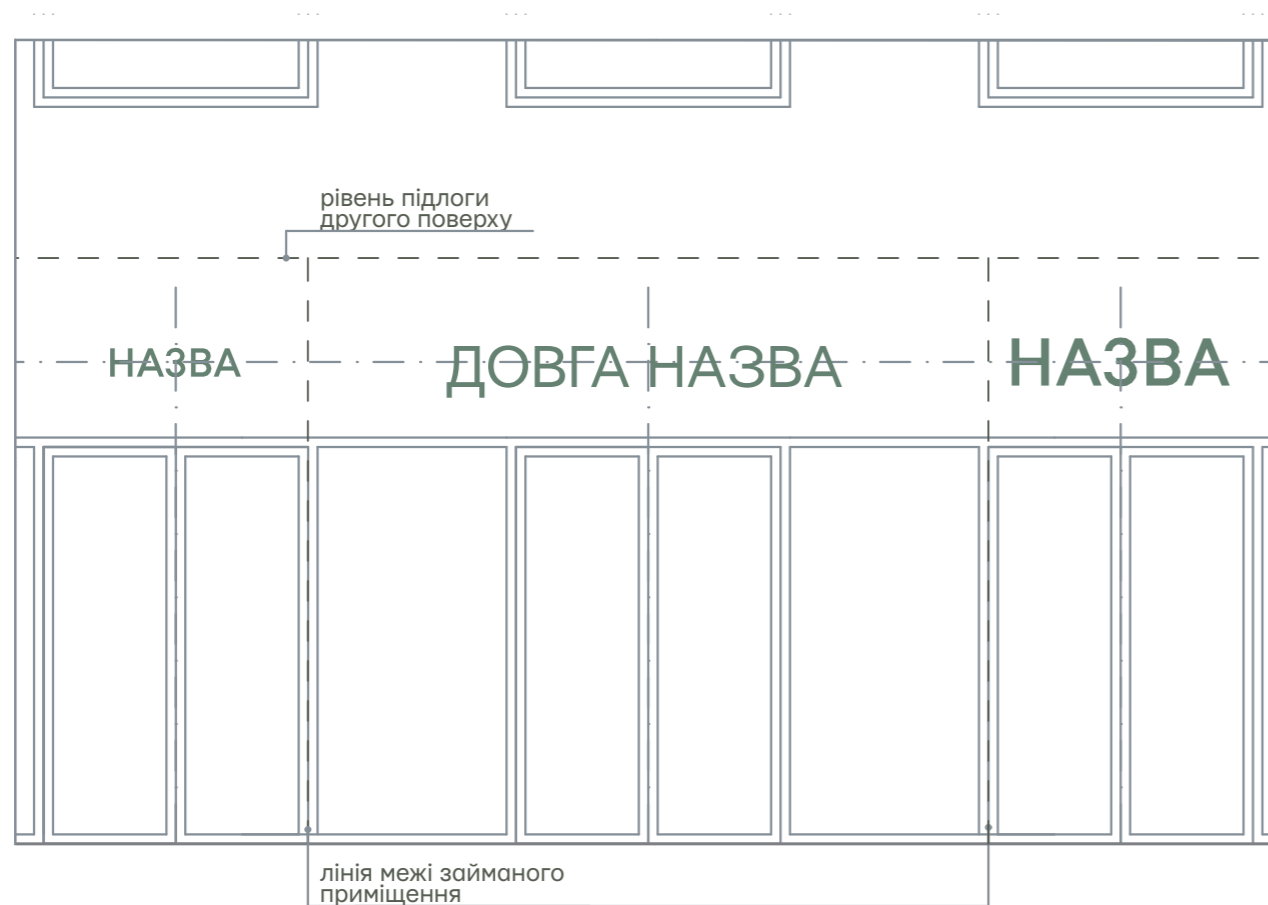 рівень підлоги
другого поверху
НАЗВА
ДОВГА НАЗВА
НАЗВА
лінія межі займаного
приміщення